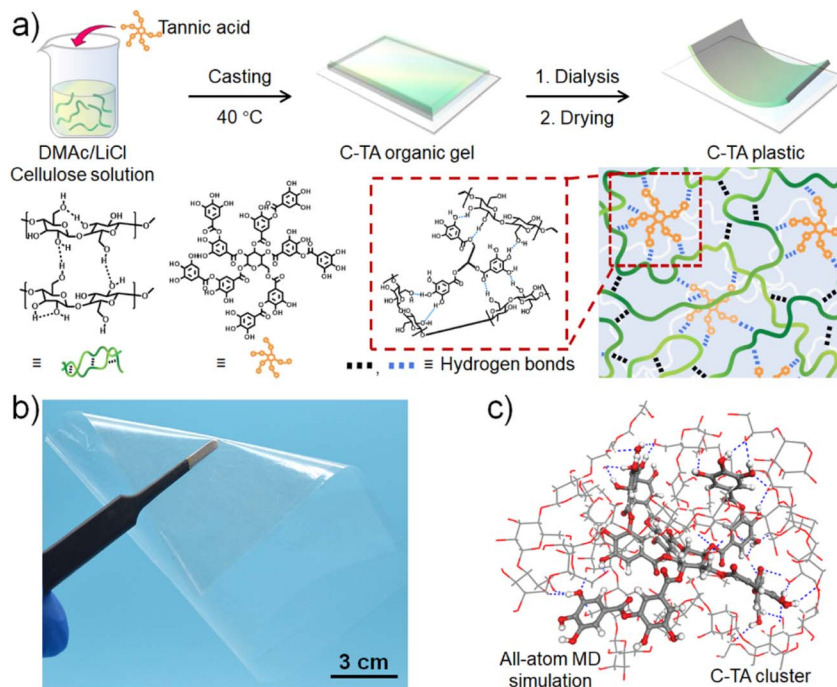 a)
Tannic acid
Casting
40 °C
1. Dialysis
2. Drying
DMAc/LiCl
Cellulose solution
C-TA organic gel
C-TA plastic
≡
≡
, ≡ Hydrogen bonds
b)
3 cm
c)
All-atom MD
simulation
C-TA cluster